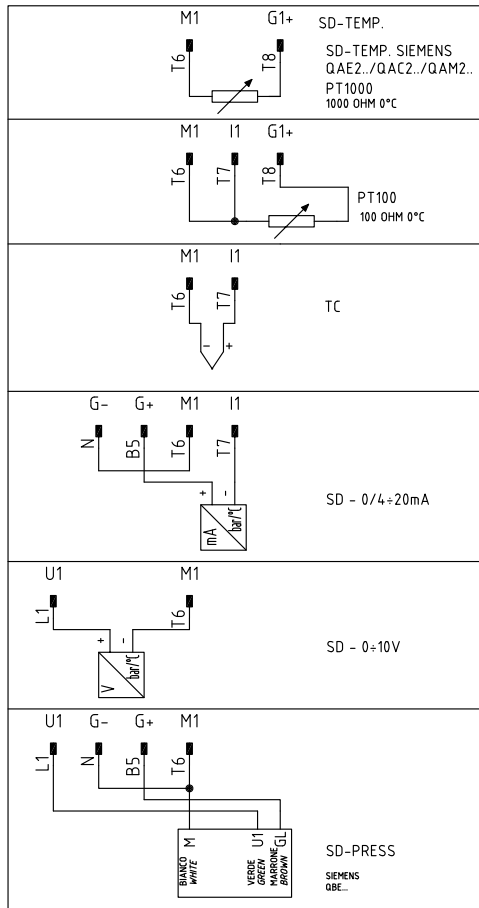 M1 G1+ SD-TEMP.
T6 T8 SD-TEMP. SIEMENS
QAE2../QAC2../QAM2..
PT1000
1000 OHM 0°C
M1 I1 G1+
T6 T7 T8
PT100
100 OHM 0°C
M1 I1
T6 T7
TC
- +
G- G+ M1 I1
N B5 T6 T7
+ -
mA bar/°C
SD - 0/4÷20mA
U1 M1
L1 T6
+ -
V bar/°C
SD - 0÷10V
U1 G- G+ M1
L1 N B5 T6
M U1 GL
BIANCO VERDE MARRONE
WHITE GREEN BROWN
SD-PRESS
SIEMENS
QBE...